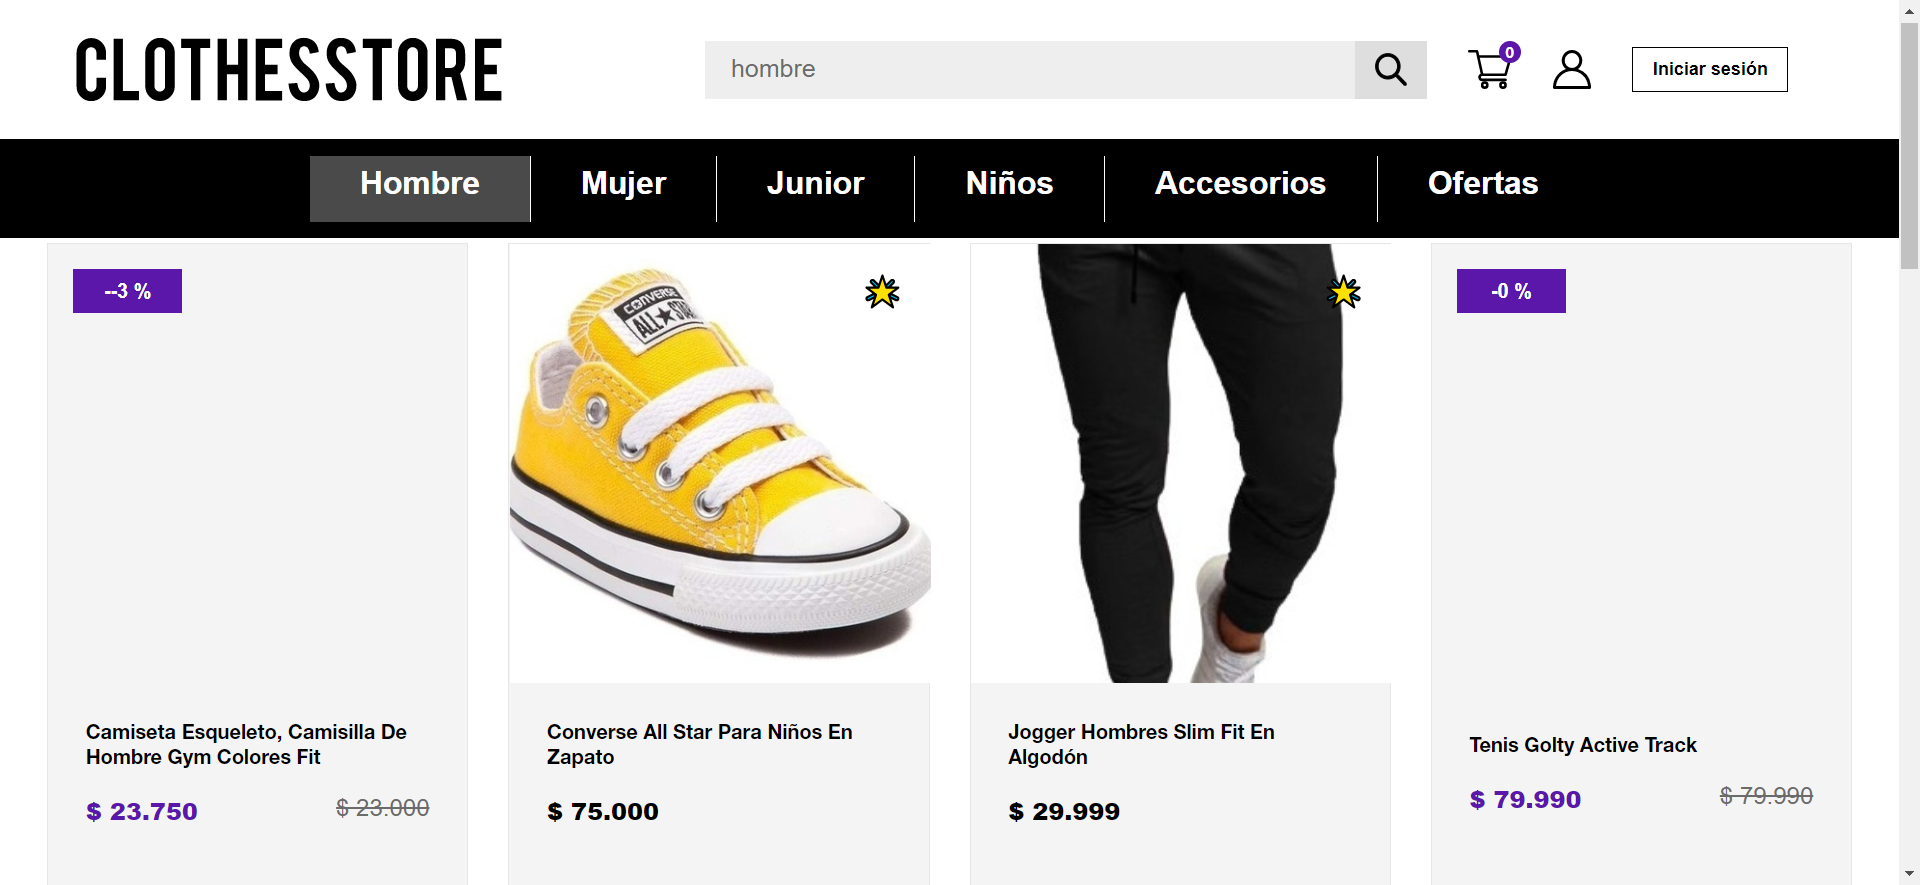 CLOTHESSTORE
hombre
0
Iniciar sesión
Hombre
Mujer
Junior
Niños
Accesorios
Ofertas
--3 %
CONVERSE
ALL STAR
-0 %
Camiseta Esqueleto, Camisilla De
Hombre Gym Colores Fit
$ 23.750
$ 23.000
Converse All Star Para Niños En
Zapato
$ 75.000
Jogger Hombres Slim Fit En
Algodón
$ 29.999
Tenis Golty Active Track
$ 79.990
$ 79.990